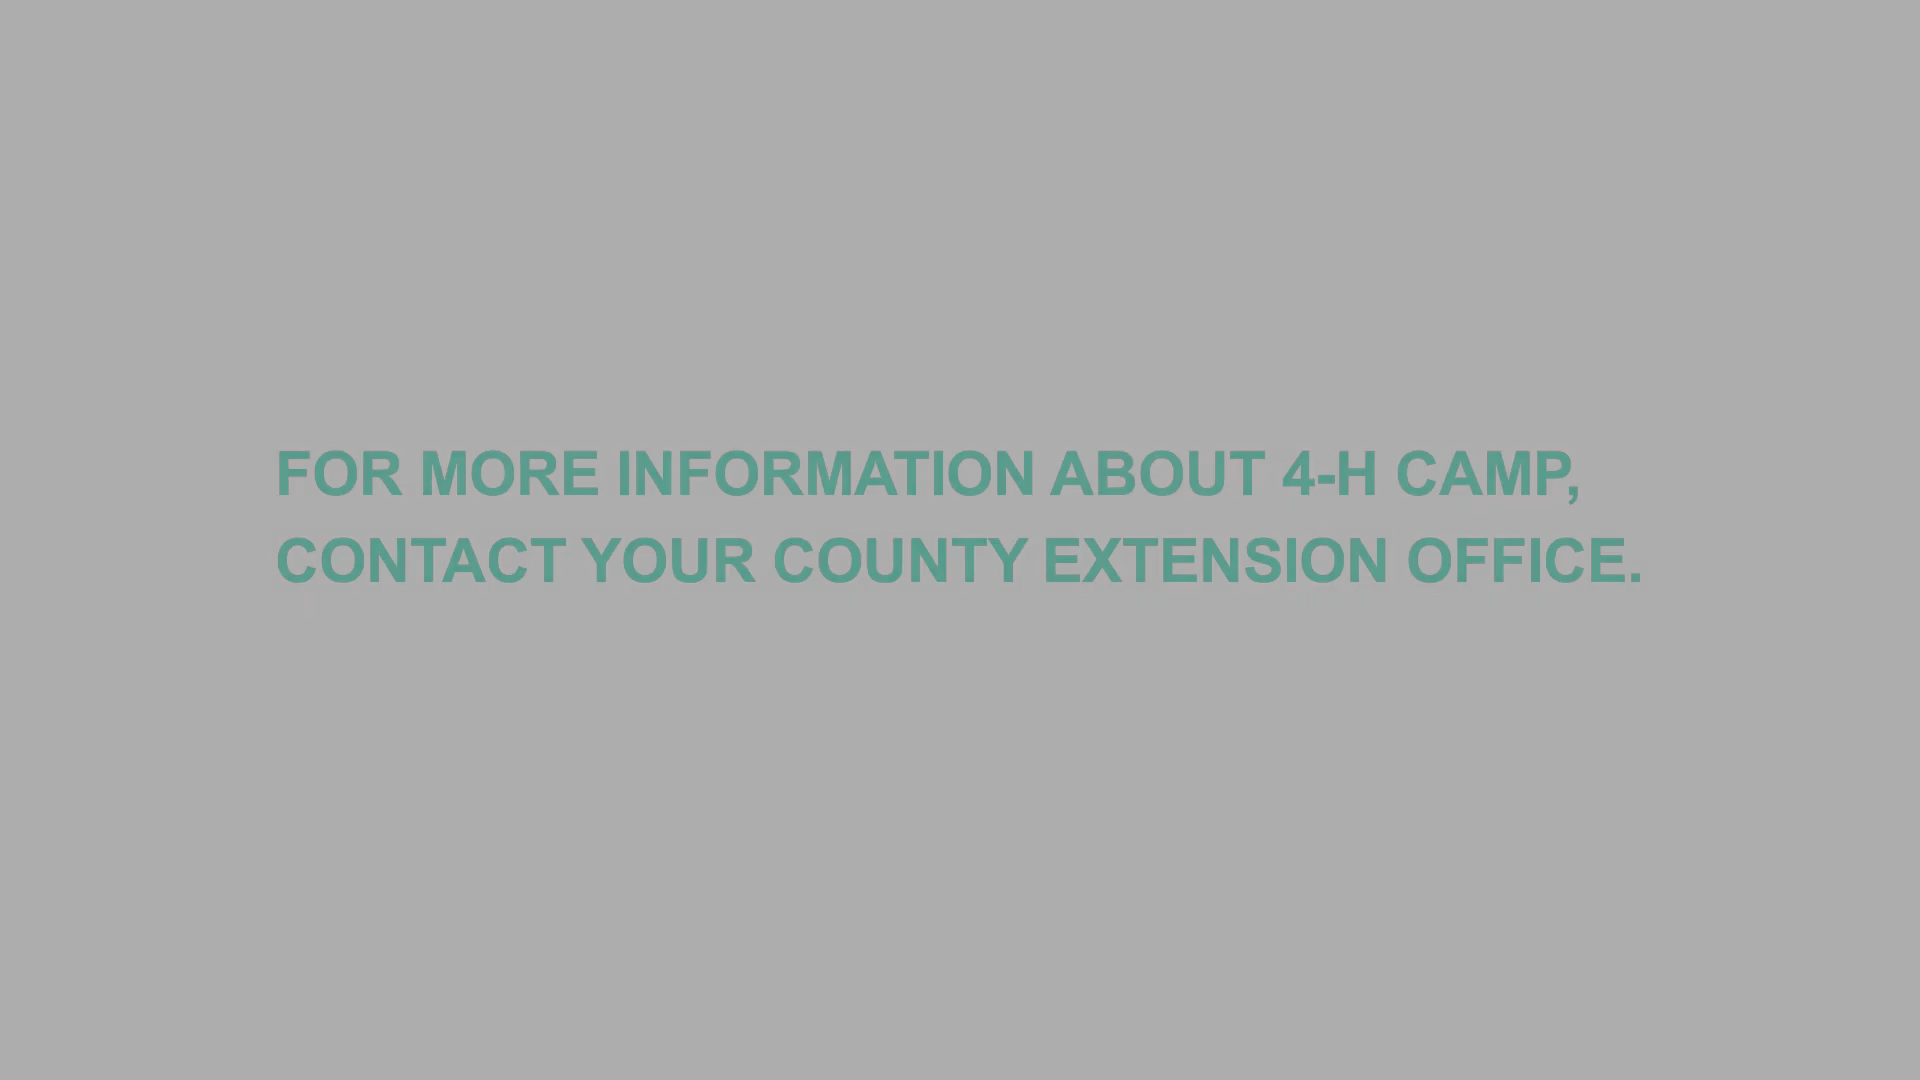 FOR MORE INFORMATION ABOUT 4-H CAMP,
CONTACT YOUR COUNTY EXTENSION OFFICE.